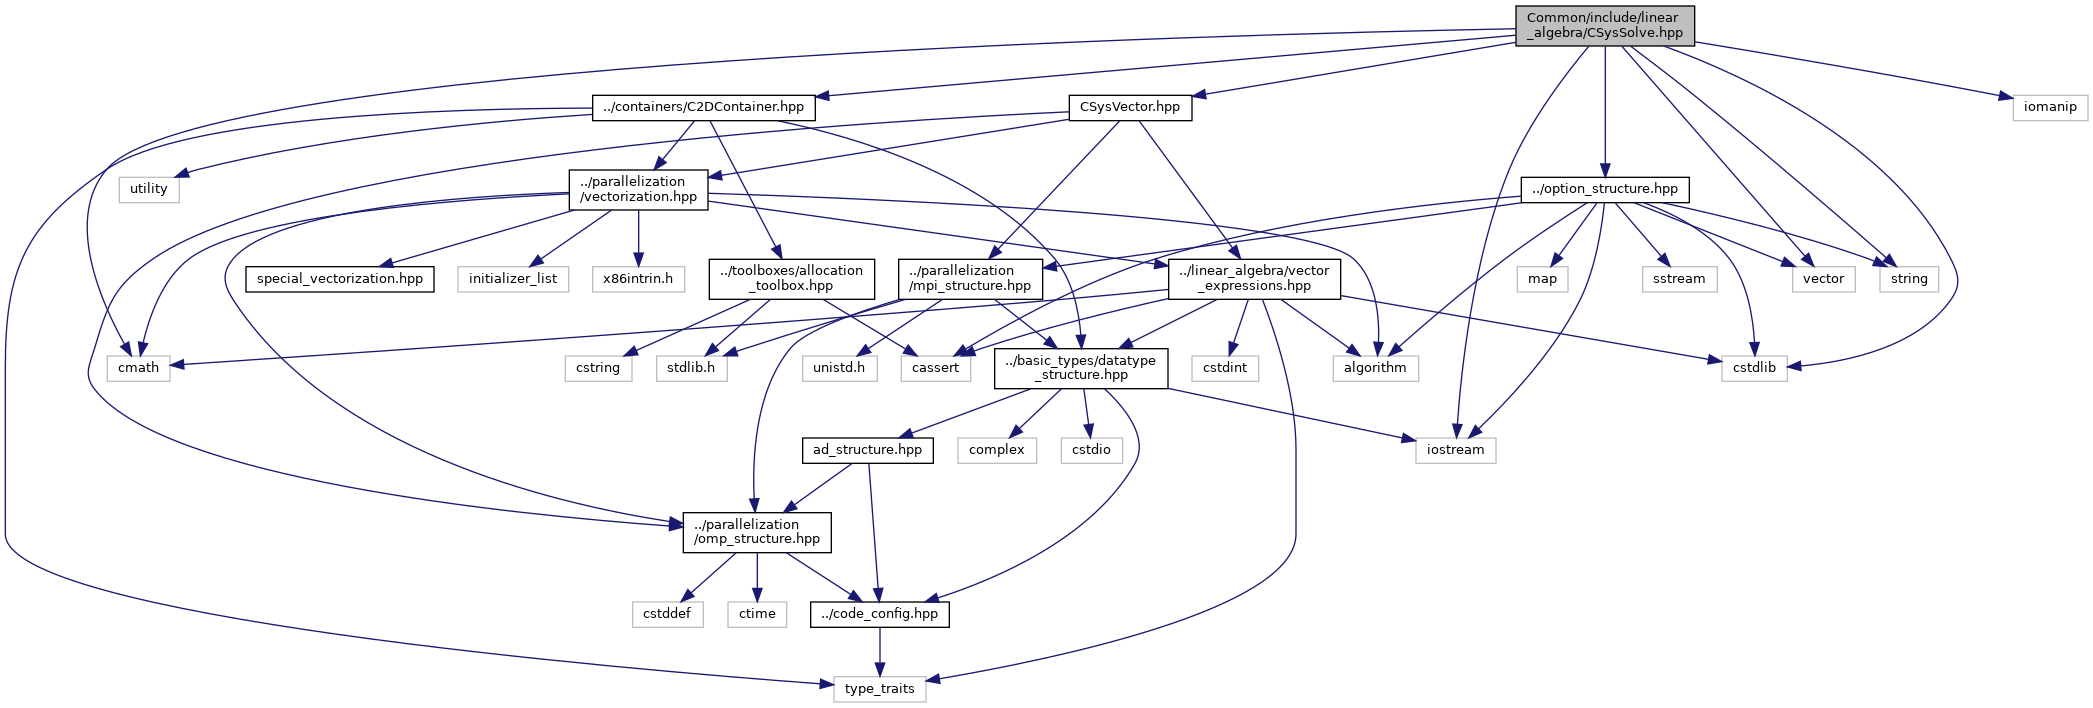 Common/include/linear
_algebra/CSysSolve.hpp
../containers/C2DContainer.hpp
CSysVector.hpp
iomanip
utility
../parallelization
/vectorization.hpp
../option_structure.hpp
special_vectorization.hpp
initializer_list
x86intrin.h
../toolboxes/allocation
_toolbox.hpp
../parallelization
/mpi_structure.hpp
../linear_algebra/vector
_expressions.hpp
map
sstream
vector
string
cmath
cstring
stdlib.h
unistd.h
cassert
../basic_types/datatype
_structure.hpp
cstdint
algorithm
cstdlib
ad_structure.hpp
complex
cstdio
iostream
../parallelization
/omp_structure.hpp
cstddef
ctime
../code_config.hpp
type_traits